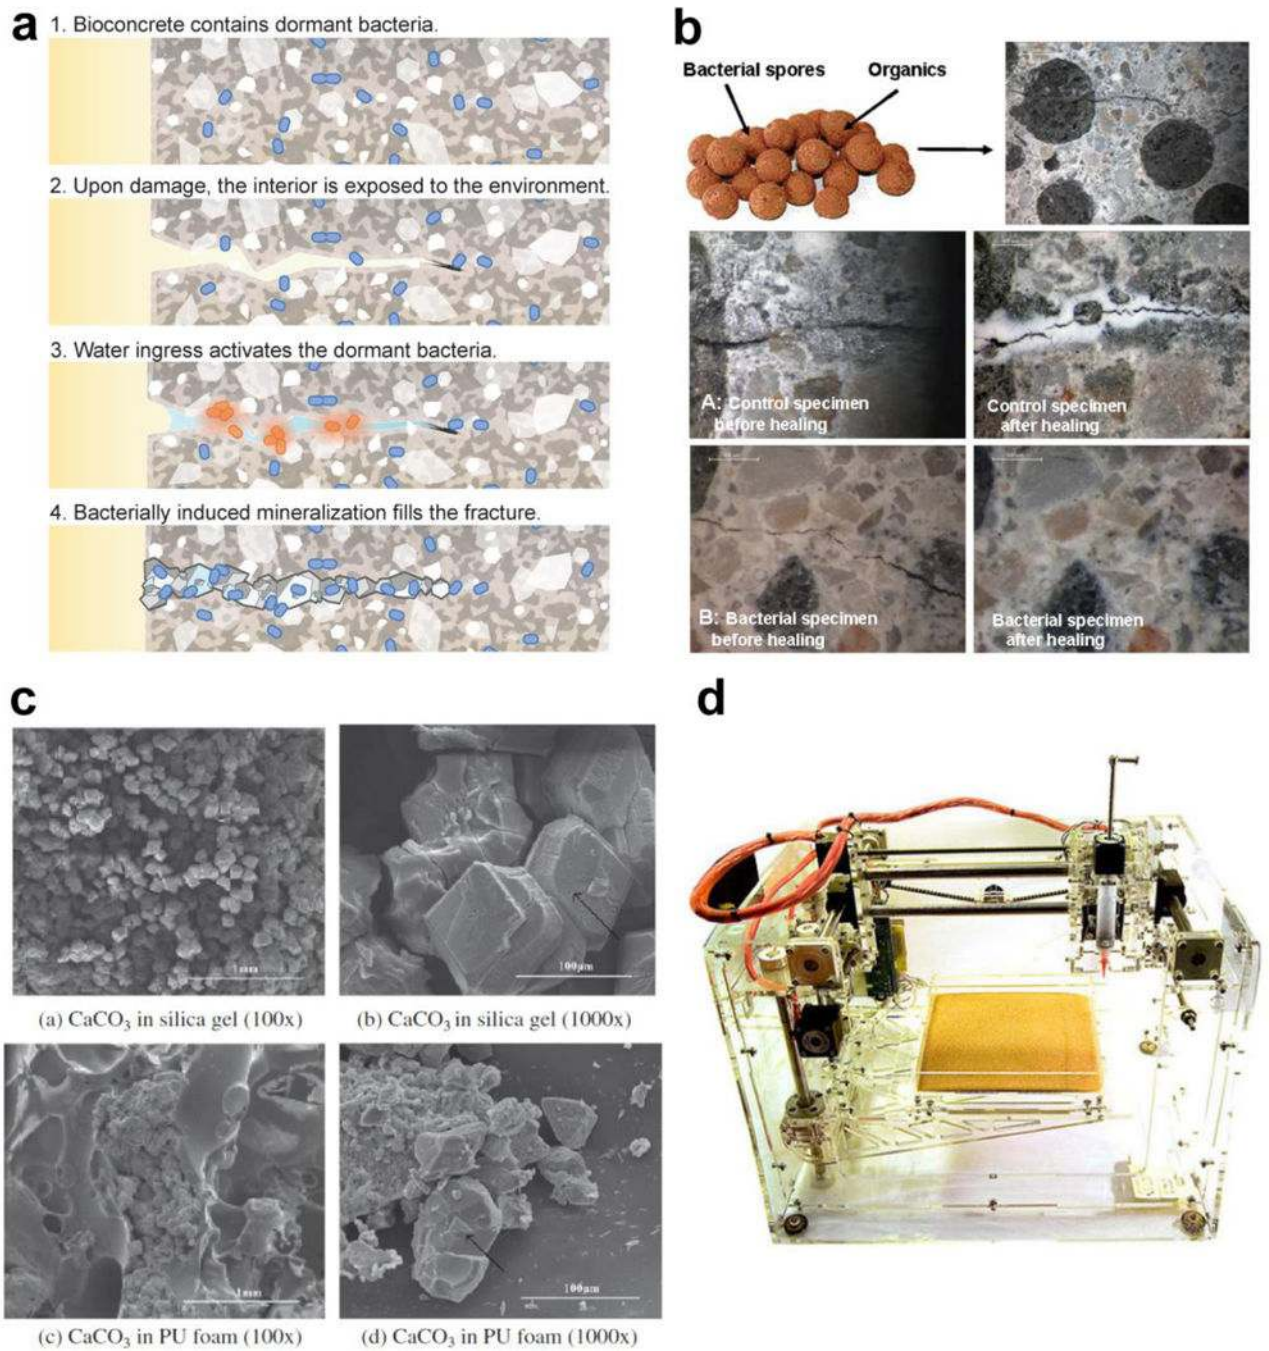 a
1. Bioconcrete contains dormant bacteria.
2. Upon damage, the interior is exposed to the environment.
3. Water ingress activates the dormant bacteria.
4. Bacterially induced mineralization fills the fracture.
b
Bacterial spores
Organics
A: Control specimen
before healing
Control specimen
after healing
B: Bacterial specimen
before healing
Bacterial specimen
after healing
c
1mm
100µm
(a) CaCO₃ in silica gel (100x)
(b) CaCO₃ in silica gel (1000x)
1mm
100µm
(c) CaCO₃ in PU foam (100x)
(d) CaCO₃ in PU foam (1000x)
d